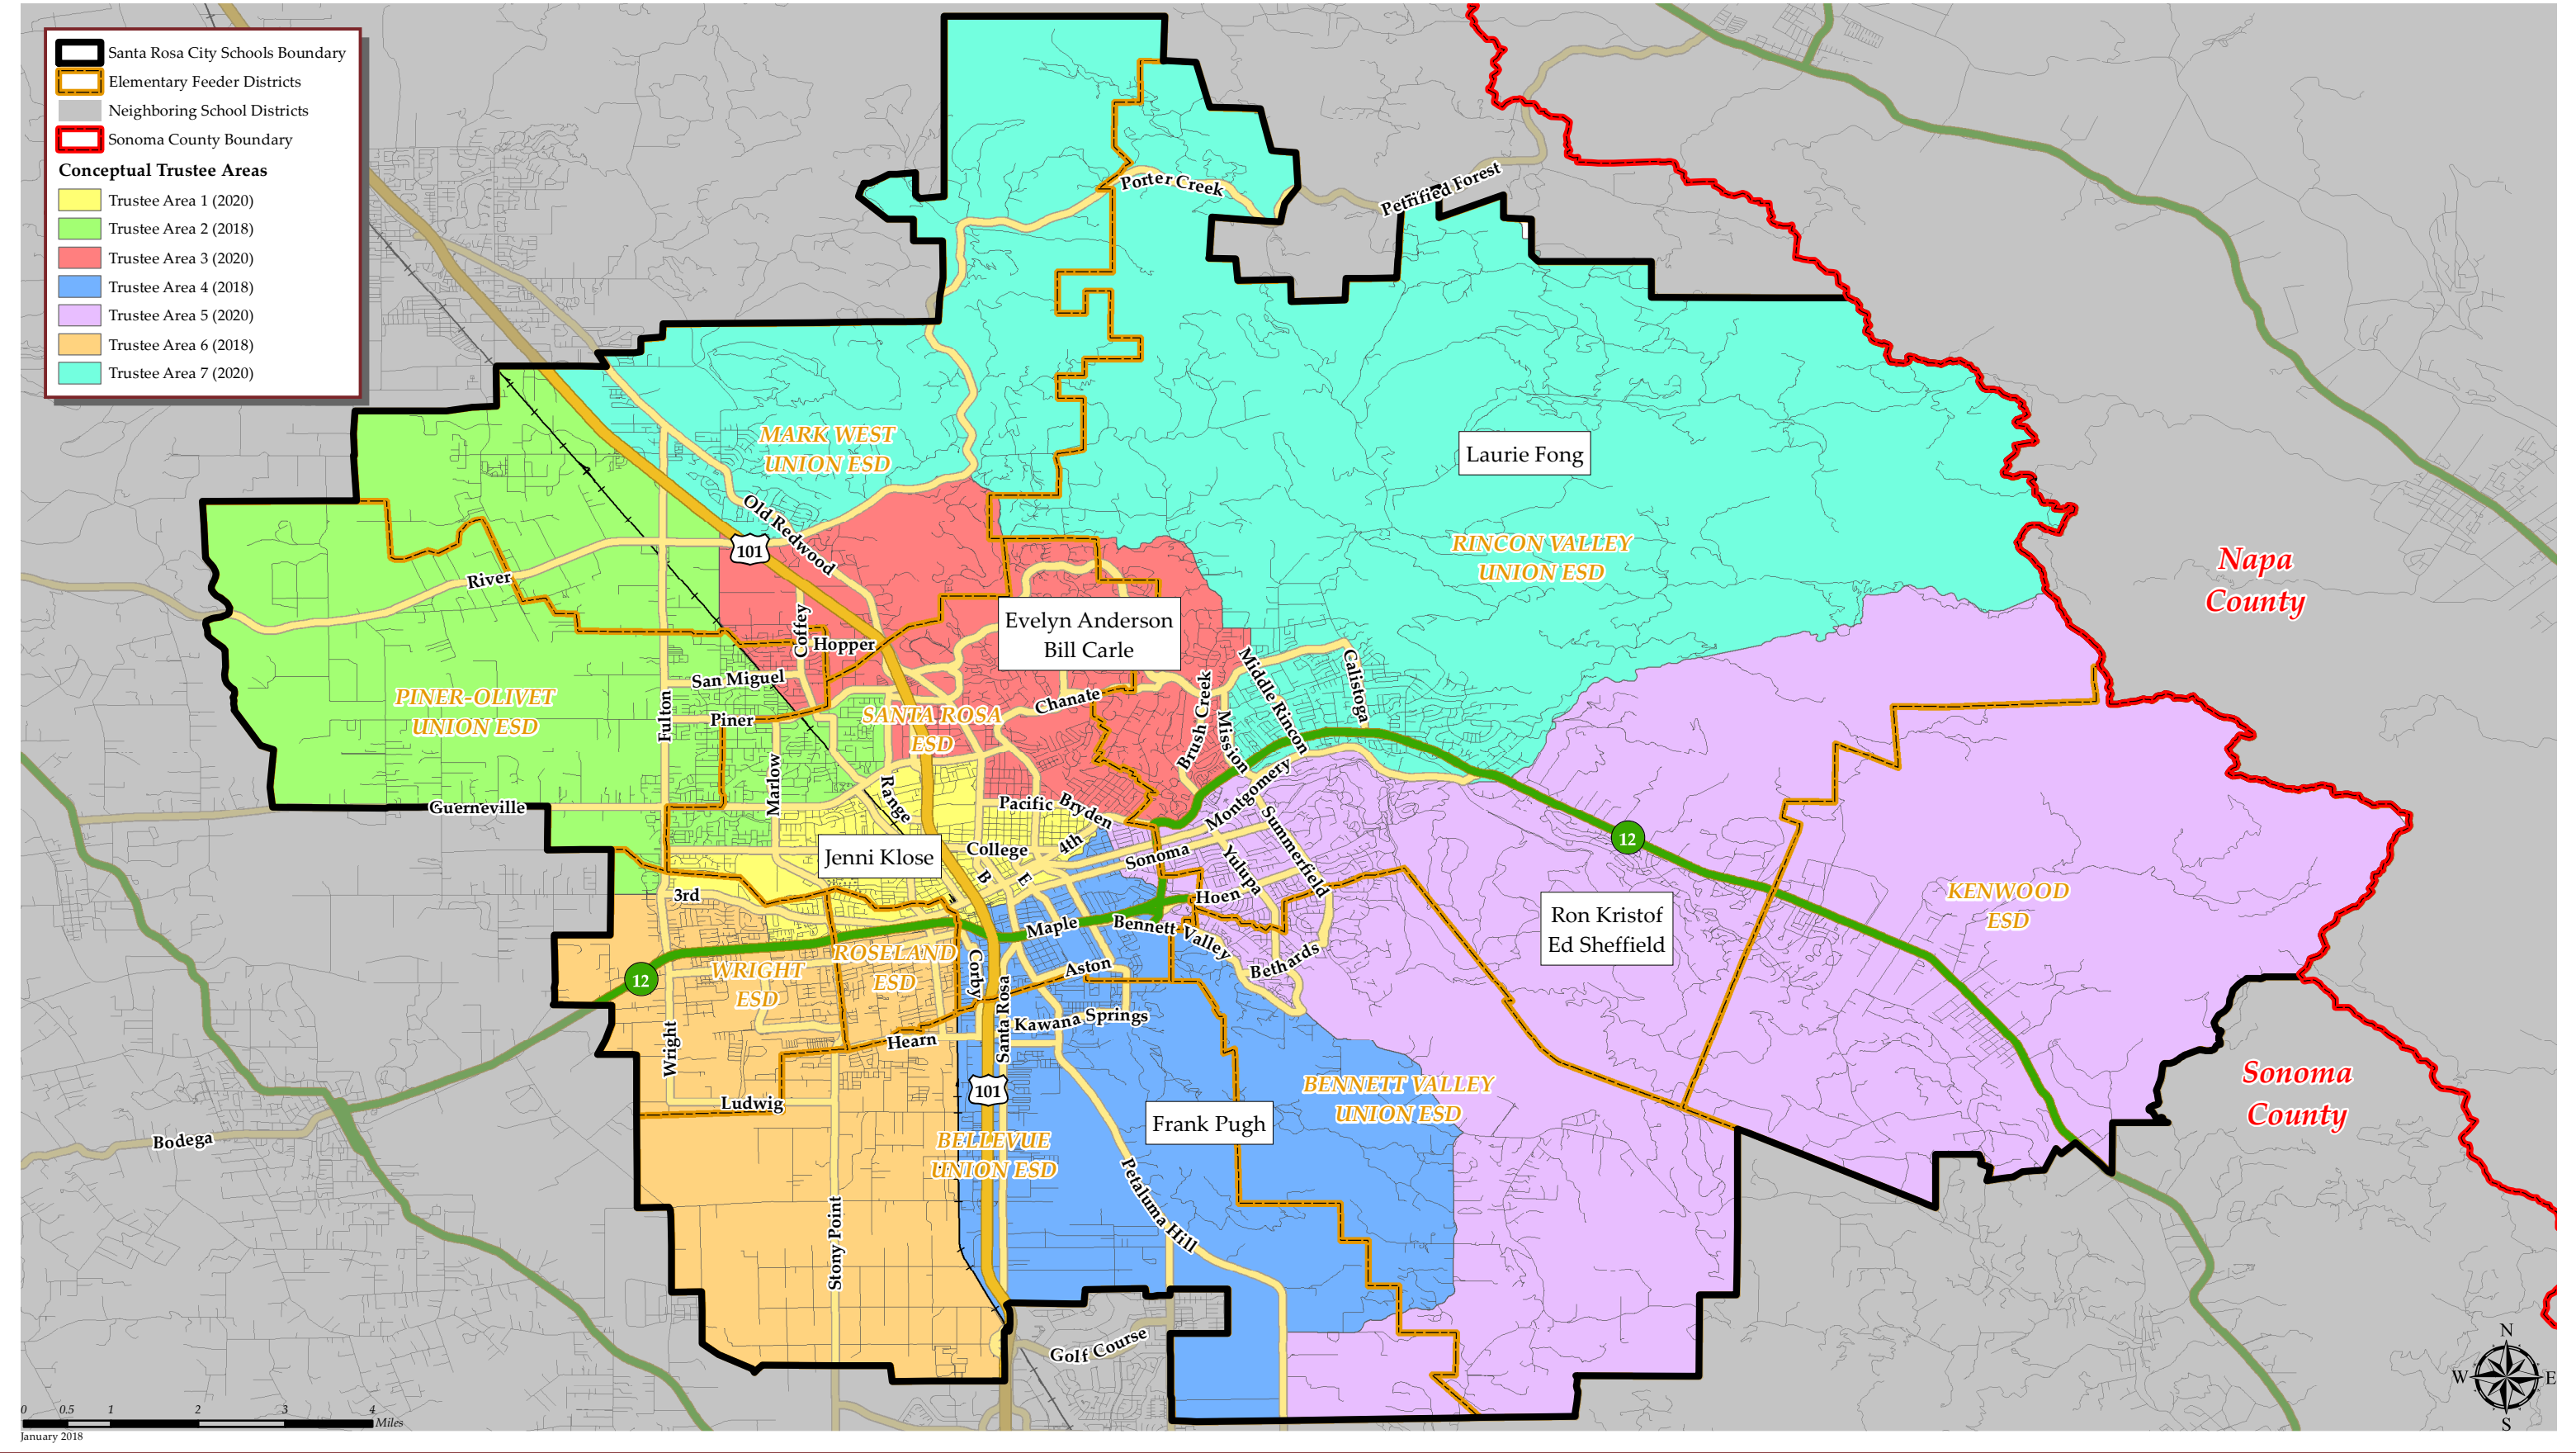 Santa Rosa City Schools Boundary
Elementary Feeder Districts
Neighboring School Districts
Sonoma County Boundary
Conceptual Trustee Areas
Trustee Area 1 (2020)
Trustee Area 2 (2018)
Trustee Area 3 (2020)
Trustee Area 4 (2018)
Trustee Area 5 (2020)
Trustee Area 6 (2018)
Trustee Area 7 (2020)
Porter Creek
Petrified Forest
MARK WEST
UNION ESD
Laurie Fong
Old Redwood
101
RINCON VALLEY
UNION ESD
Napa
County
River
Evelyn Anderson
Bill Carle
Coffey
Hopper
San Miguel
Middle Rincon
Calistoga
PINER-OLIVET
UNION ESD
Fulton
Piner
SANTA ROSA
ESD
Chanate
Brush Creek
Mission
Marlow
Range
Guerneville
Pacific
Bryden
Montgomery
Summerfield
12
Jenni Klose
College
4th
Sonoma
Yulupa
B
E
3rd
Hoen
KENWOOD
ESD
Ron Kristof
Ed Sheffield
Maple
Bennett Valley
Bethards
WRIGHT
ESD
ROSELAND
ESD
12
Corby
Aston
Santa Rosa
Kawana Springs
Wright
Hearn
101
Ludwig
Frank Pugh
BENNETT VALLEY
UNION ESD
Sonoma
County
Bodega
BELLEVUE
UNION ESD
Petaluma Hill
Stony Point
Golf Course
N
W
E
S
0 0.5 1 2 3 4
Miles
January 2018